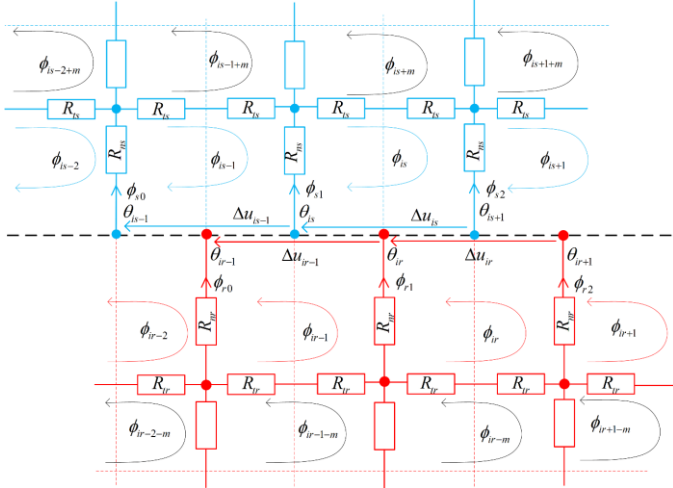 ϕ_{is−2+m} ϕ_{is−1+m} ϕ_{is+m} ϕ_{is+1+m}
R_{ts} R_{ts} R_{ts} R_{ts} R_{ts}
R_{ns} R_{ns} R_{ns}
ϕ_{is−2} ϕ_{is−1} ϕ_{is} ϕ_{is+1}
ϕ_{s0} ϕ_{s1} ϕ_{s2}
θ_{is−1} Δu_{is−1} θ_{is} Δu_{is} θ_{is+1}
θ_{ir−1} Δu_{ir−1} θ_{ir} Δu_{ir} θ_{ir+1}
ϕ_{r0} ϕ_{r1} ϕ_{r2}
R_{nr} R_{nr} R_{nr}
ϕ_{ir−2} ϕ_{ir−1} ϕ_{ir} ϕ_{ir+1}
R_{tr} R_{tr} R_{tr} R_{tr} R_{tr}
ϕ_{ir−2−m} ϕ_{ir−1−m} ϕ_{ir−m} ϕ_{ir+1−m}